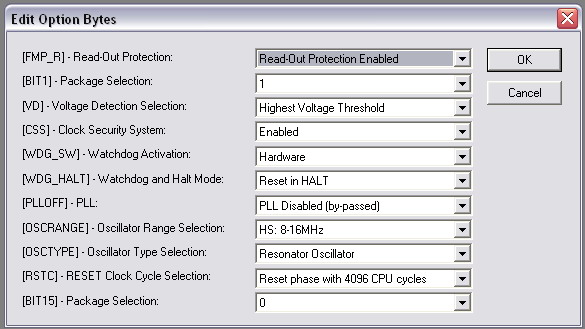 Edit Option Bytes
[FMP_R] - Read-Out Protection: Read-Out Protection Enabled OK
[BIT1] - Package Selection: 1
Cancel
[VD] - Voltage Detection Selection: Highest Voltage Threshold
[CSS] - Clock Security System: Enabled
[WDG_SW] - Watchdog Activation: Hardware
[WDG_HALT] - Watchdog and Halt Mode: Reset in HALT
[PLLOFF] - PLL: PLL Disabled (by-passed)
[OSCRANGE] - Oscillator Range Selection: HS: 8-16MHz
[OSCTYPE] - Oscillator Type Selection: Resonator Oscillator
[RSTC] - RESET Clock Cycle Selection: Reset phase with 4096 CPU cycles
[BIT15] - Package Selection: 0